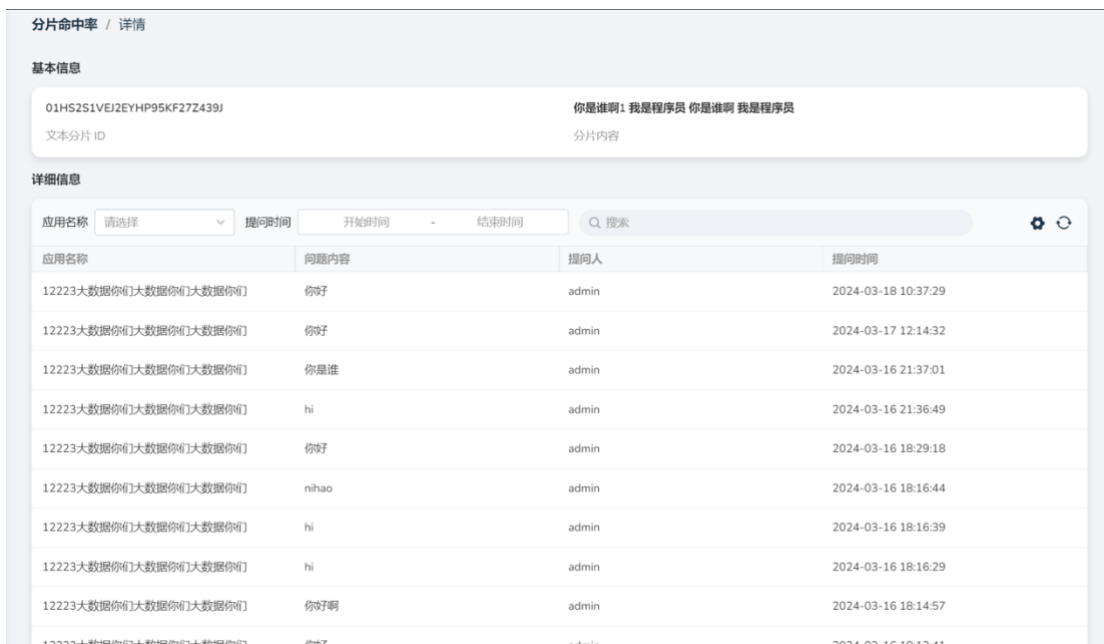 分片命中率 / 详情
基本信息
01HS2S1VEJ2EYHP95KF27Z439J 你是谁啊1 我是程序员 你是谁啊 我是程序员
文本分片 ID 分片内容
详细信息
应用名称 请选择 提问时间 开始时间 - 结束时间 搜索
应用名称 问题内容 提问人 提问时间
12223大数据你们大数据你们大数据你们 你好 admin 2024-03-18 10:37:29
12223大数据你们大数据你们大数据你们 你好 admin 2024-03-17 12:14:32
12223大数据你们大数据你们大数据你们 你是谁 admin 2024-03-16 21:37:01
12223大数据你们大数据你们大数据你们 hi admin 2024-03-16 21:36:49
12223大数据你们大数据你们大数据你们 你好 admin 2024-03-16 18:29:18
12223大数据你们大数据你们大数据你们 nihao admin 2024-03-16 18:16:44
12223大数据你们大数据你们大数据你们 hi admin 2024-03-16 18:16:39
12223大数据你们大数据你们大数据你们 hi admin 2024-03-16 18:16:29
12223大数据你们大数据你们大数据你们 你好啊 admin 2024-03-16 18:14:57